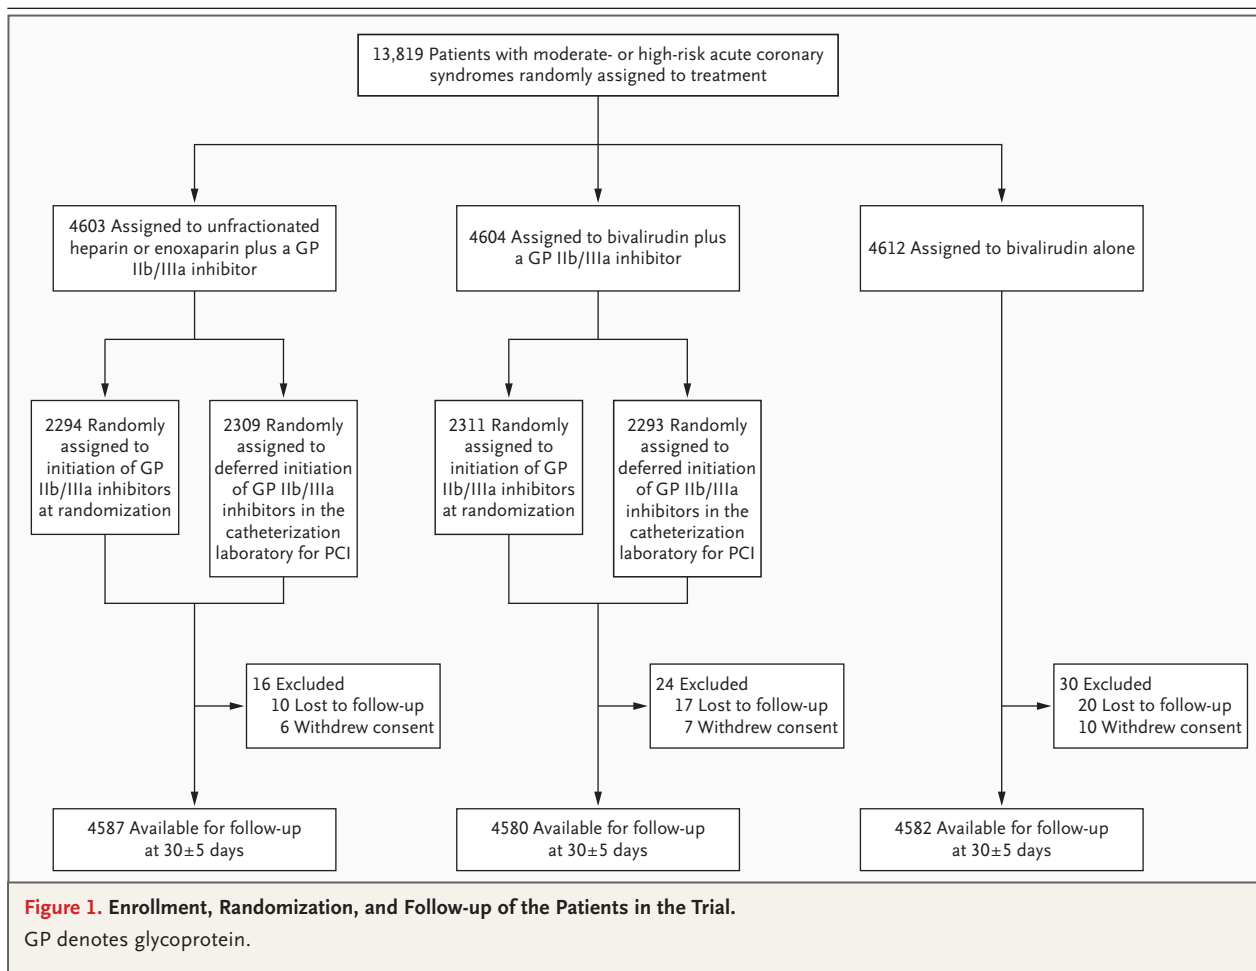 13,819 Patients with moderate- or high-risk acute coronary
syndromes randomly assigned to treatment
4603 Assigned to unfractionated
heparin or enoxaparin plus a GP
IIb/IIIa inhibitor
4604 Assigned to bivalirudin plus
a GP IIb/IIIa inhibitor
4612 Assigned to bivalirudin alone
2294 Randomly
assigned to
initiation of GP
IIb/IIIa inhibitors
at randomization
2309 Randomly
assigned to
deferred initiation
of GP IIb/IIIa
inhibitors in the
catheterization
laboratory for PCI
2311 Randomly
assigned to
initiation of GP
IIb/IIIa inhibitors
at randomization
2293 Randomly
assigned to
deferred initiation
of GP IIb/IIIa
inhibitors in the
catheterization
laboratory for PCI
16 Excluded
10 Lost to follow-up
6 Withdrew consent
24 Excluded
17 Lost to follow-up
7 Withdrew consent
30 Excluded
20 Lost to follow-up
10 Withdrew consent
4587 Available for follow-up
at 30±5 days
4580 Available for follow-up
at 30±5 days
4582 Available for follow-up
at 30±5 days
Figure 1. Enrollment, Randomization, and Follow-up of the Patients in the Trial.
GP denotes glycoprotein.